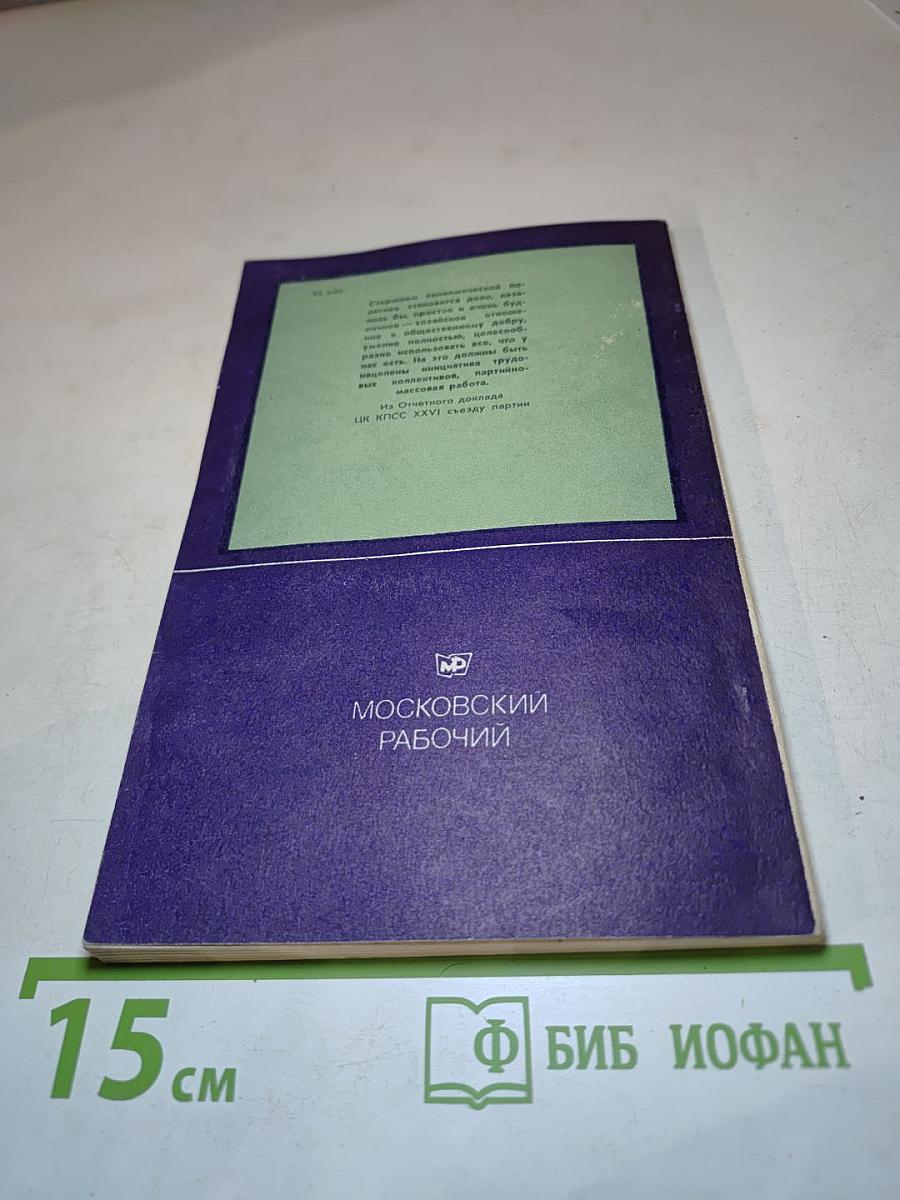 коп.
Стержнем экономической по-
литики становится дело, каза-
лось бы, простое и очень буд-
ничное — хозяйское отноше-
ние к общественному добру,
умение полностью, целесооб-
разно использовать все, что у
нас есть. На это должны быть
нацелены инициатива трудо-
вых коллективов, партийно-
массовая работа.
Из Отчетного доклада
ЦК КПСС XXVI съезду партии
МР
МОСКОВСКИЙ
РАБОЧИЙ
15 см
Ф БИБ ИОФАН